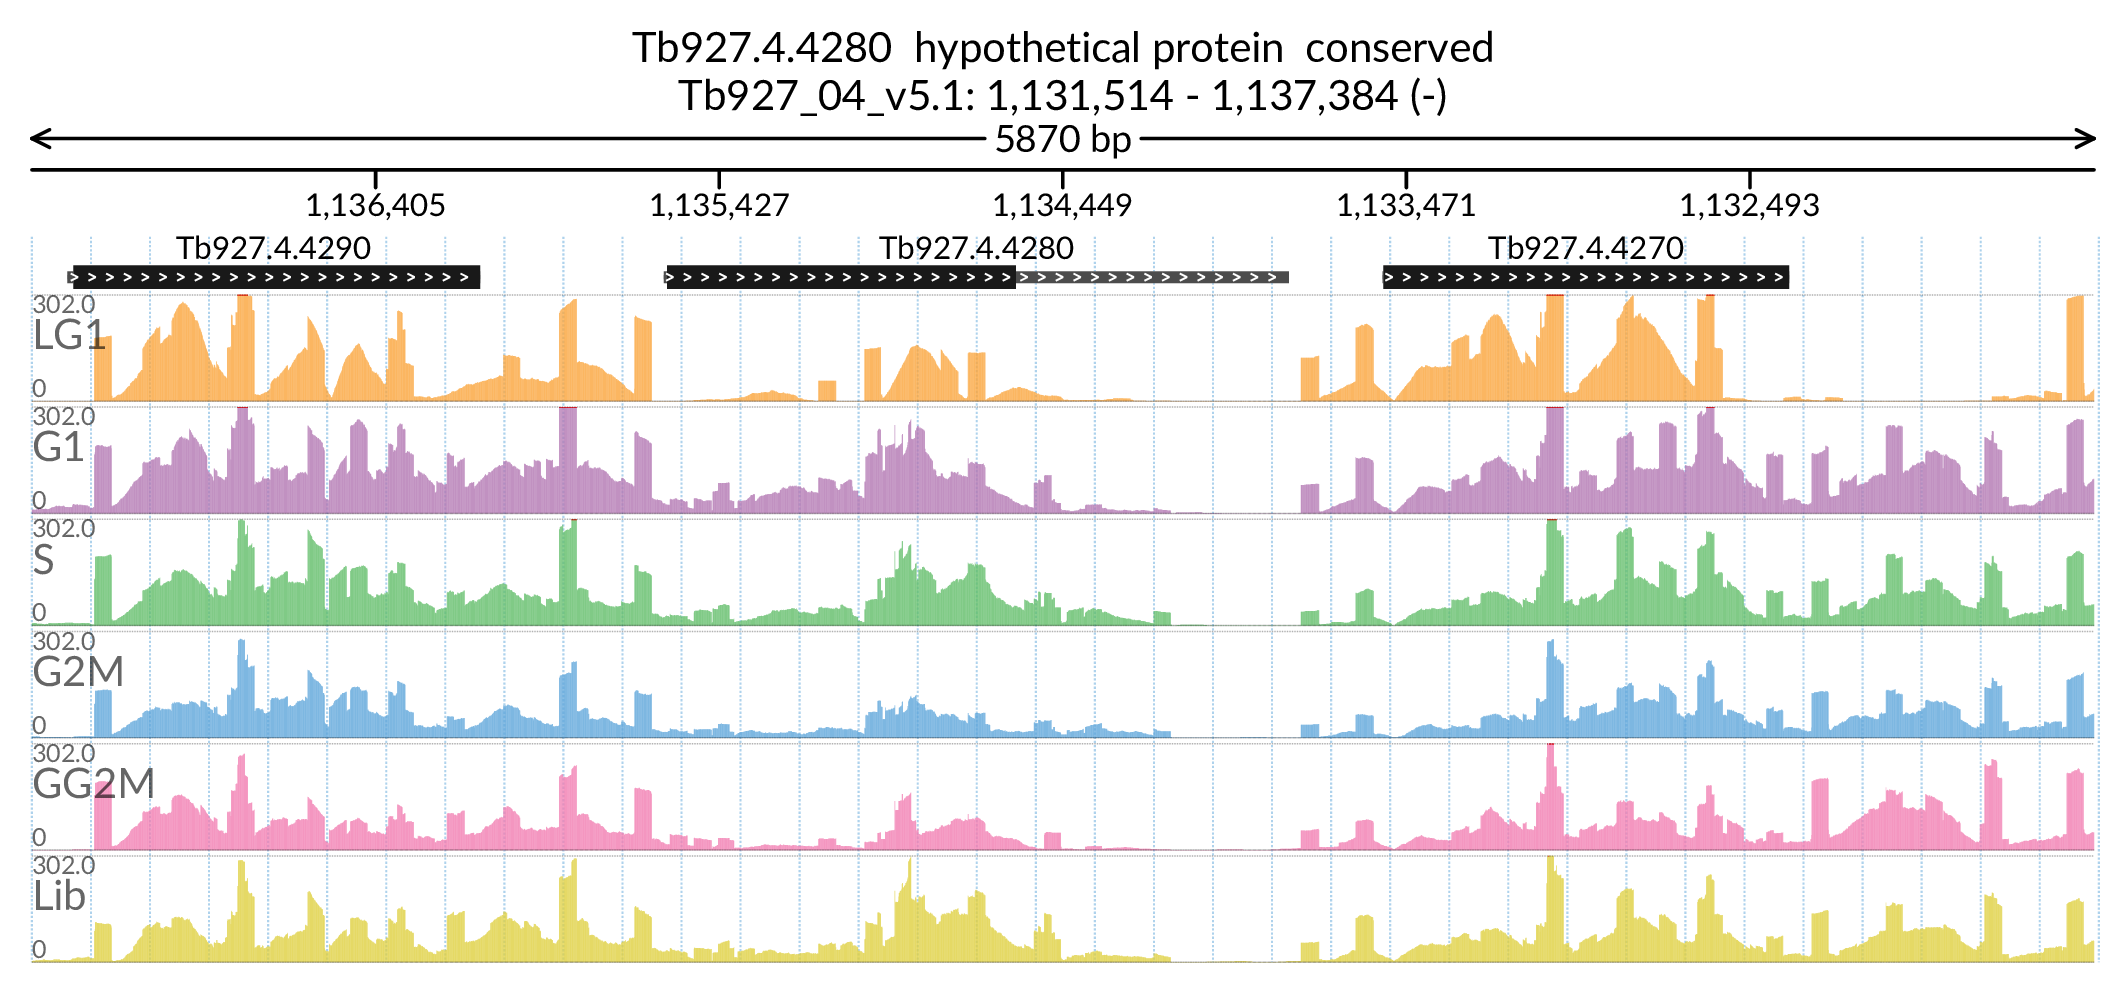 Tb927.4.4280  hypothetical protein  conserved
Tb927_04_v5.1: 1,131,514 - 1,137,384 (-)
5870 bp
1,136,405 1,135,427 1,134,449 1,133,471 1,132,493
Tb927.4.4290 Tb927.4.4280 Tb927.4.4270
302.0
LG1
0
302.0
G1
0
302.0
S
0
302.0
G2M
0
302.0
GG2M
0
302.0
Lib
0